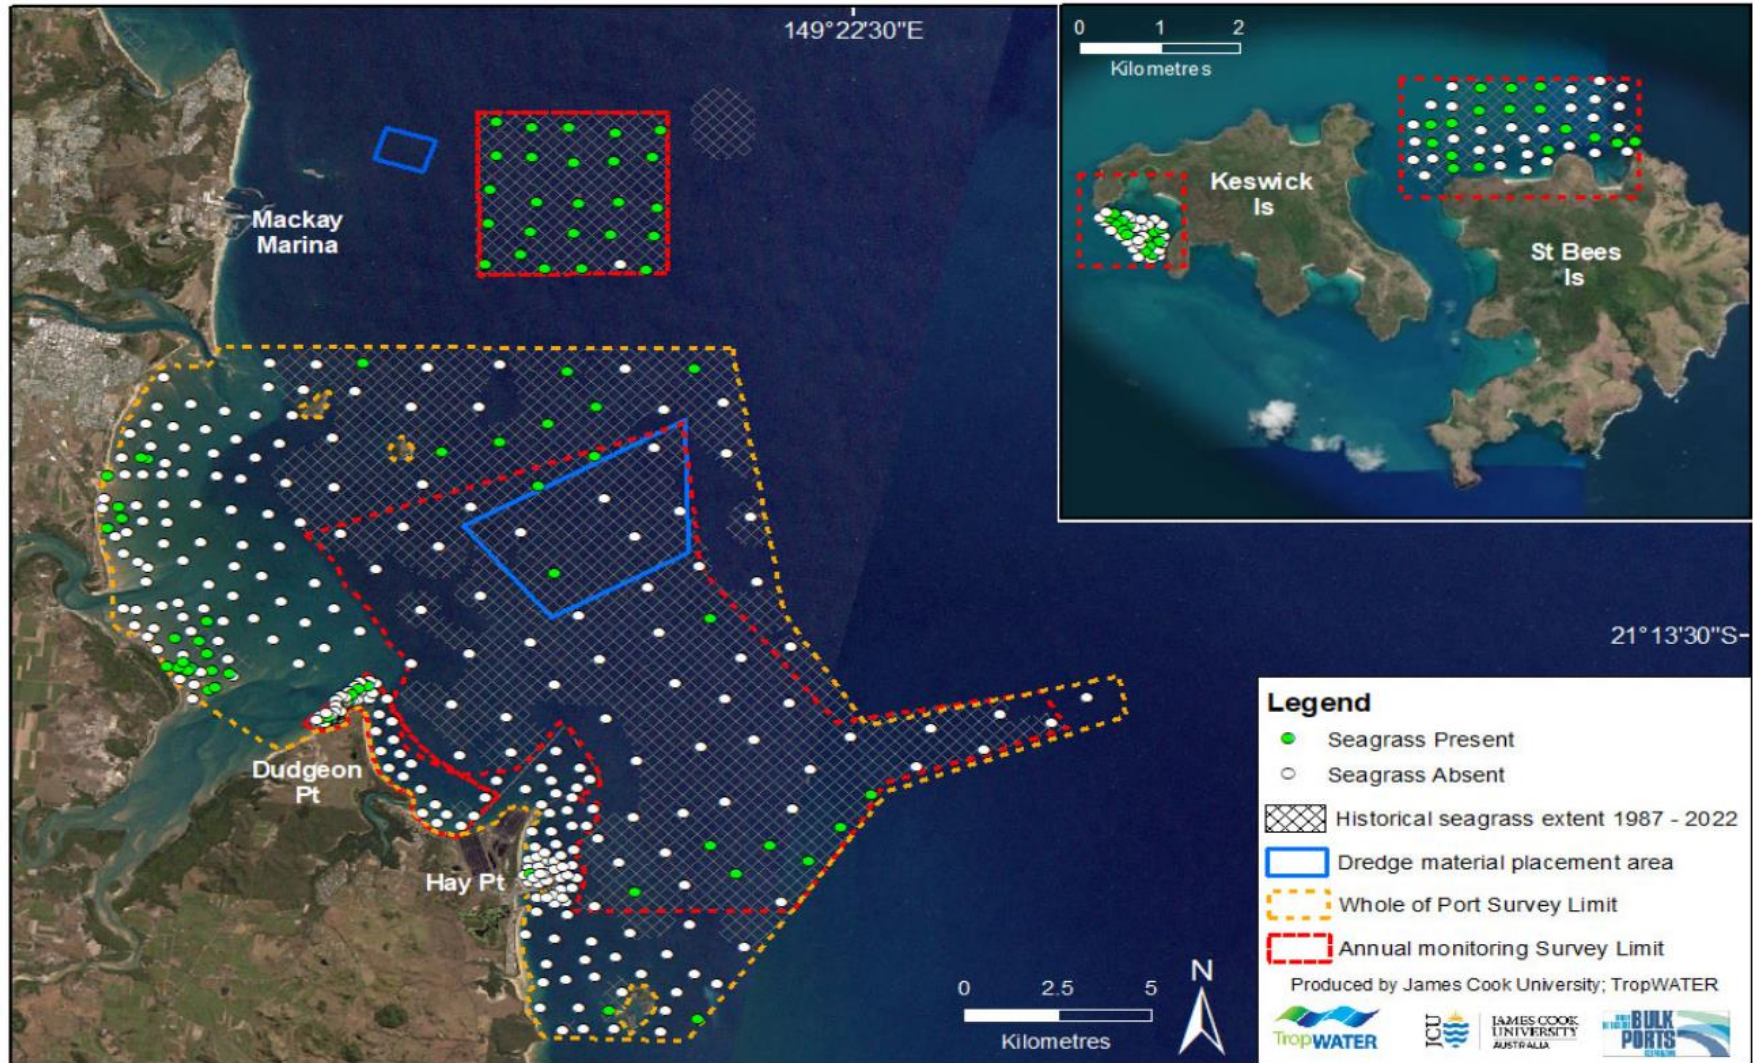 149°22'30"E
0 1 2
Kilometres
Keswick
Is
St Bees
Is
Mackay
Marina
21°13'30"S
Dudgeon
Pt
Hay Pt
N
0 2.5 5
Kilometres
Legend
Seagrass Present
Seagrass Absent
Historical seagrass extent 1987 - 2022
Dredge material placement area
Whole of Port Survey Limit
Annual monitoring Survey Limit
Produced by James Cook University; TropWATER
TropWATER
JCU
JAMES COOK
UNIVERSITY
AUSTRALIA
BULK
PORTS